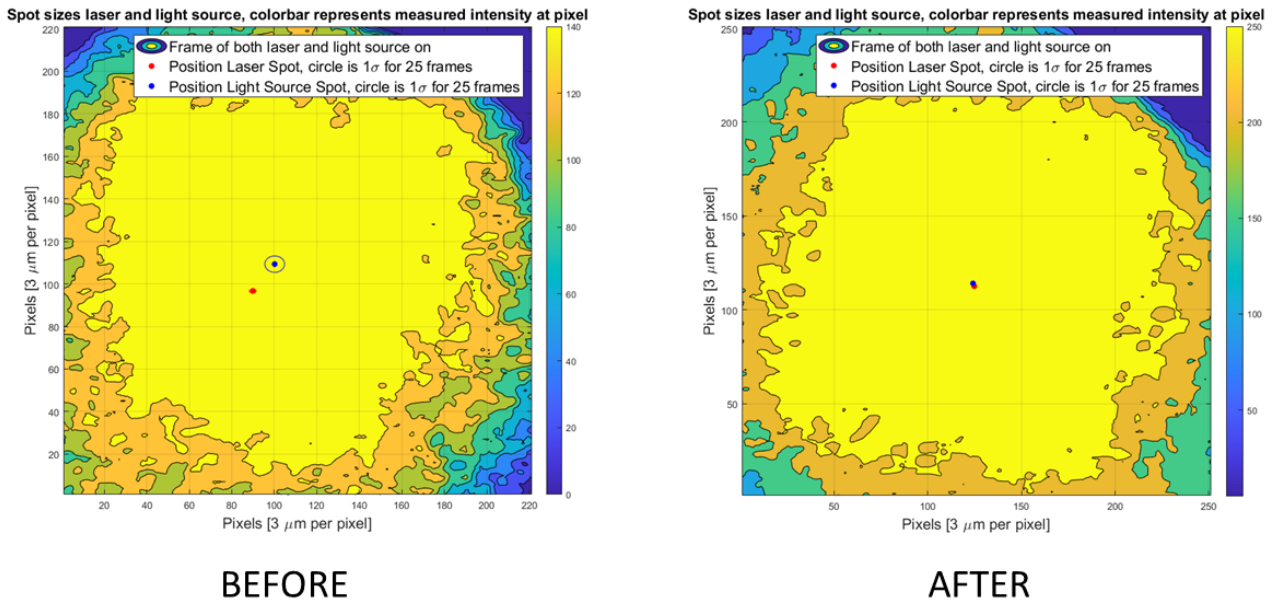 Spot sizes laser and light source, colorbar represents measured intensity at pixel
Frame of both laser and light source on
Position Laser Spot, circle is 1σ for 25 frames
Position Light Source Spot, circle is 1σ for 25 frames
220
200
180
160
140
120
100
80
60
40
20
20 40 60 80 100 120 140 160 180 200 220
140
120
100
80
60
40
20
0
Pixels [3 μm per pixel]
Pixels [3 μm per pixel]
BEFORE
Spot sizes laser and light source, colorbar represents measured intensity at pixel
Frame of both laser and light source on
Position Laser Spot, circle is 1σ for 25 frames
Position Light Source Spot, circle is 1σ for 25 frames
250
200
150
100
50
50 100 150 200 250
250
200
150
100
50
Pixels [3 μm per pixel]
Pixels [3 μm per pixel]
AFTER